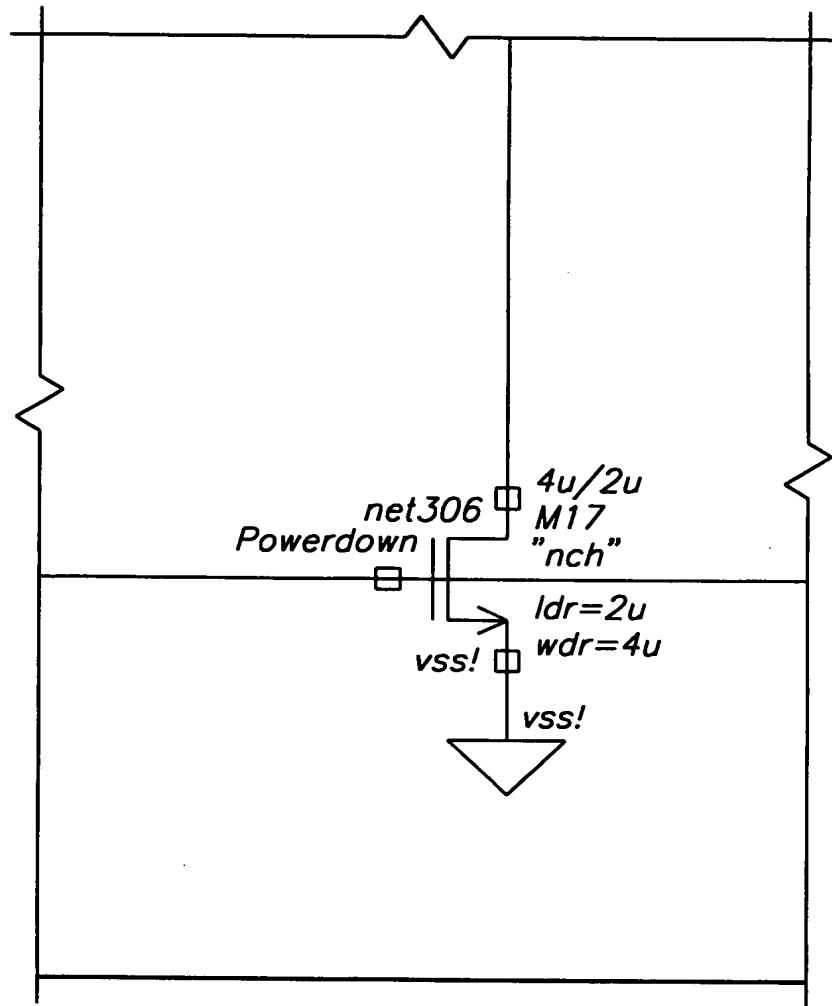 4u/2u
net306
M17
Powerdown
"nch"
ldr=2u
wdr=4u
vss!
vss!